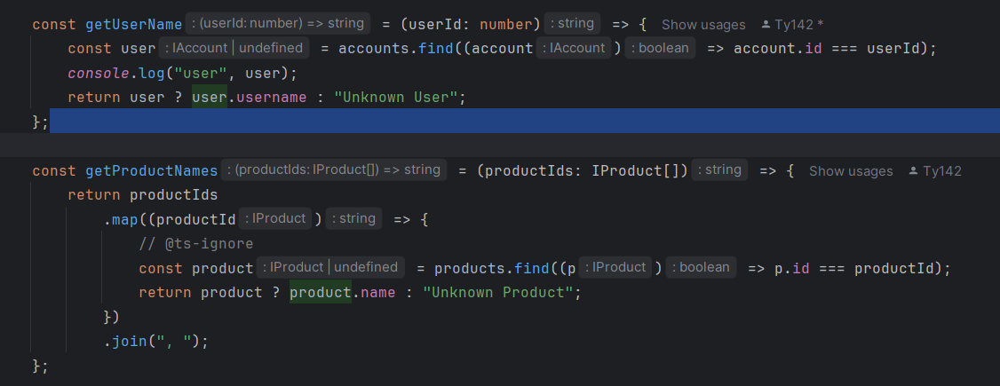 const getUserName : (userId: number) => string = (userId: number) : string => { Show usages Ty142 *
const user : IAccount | undefined = accounts.find((account : IAccount ) : boolean => account.id === userId);
console.log("user", user);
return user ? user.username : "Unknown User";
};
const getProductNames : (productIds: IProduct[]) => string = (productIds: IProduct[]) : string => { Show usages Ty142
return productIds
.map((productId : IProduct ) : string => {
// @ts-ignore
const product : IProduct | undefined = products.find((p : IProduct ) : boolean => p.id === productId);
return product ? product.name : "Unknown Product";
})
.join(", ");
};